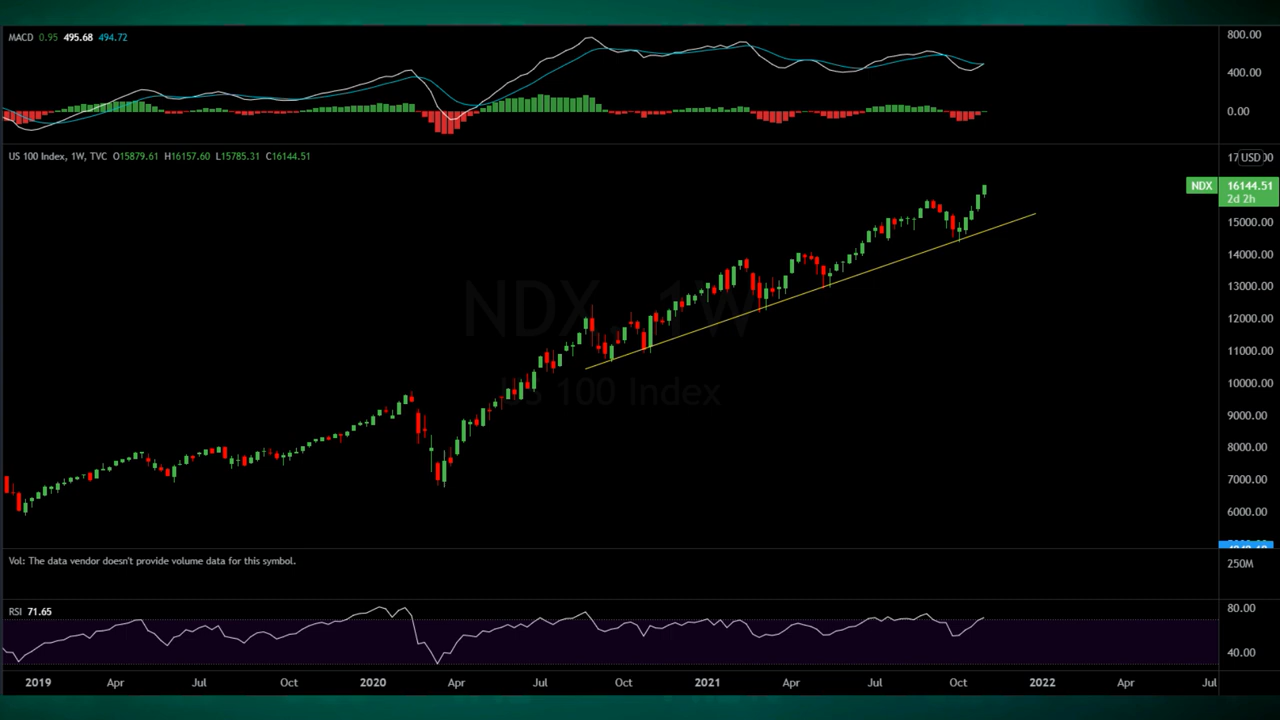 MACD 0.95 495.68 494.72
800.00
400.00
0.00
US 100 Index, 1W, TVC O15879.61 H16157.60 L15785.31 C16144.51
USD
NDX 16144.51
2d 2h
15000.00
14000.00
13000.00
12000.00
11000.00
10000.00
9000.00
8000.00
7000.00
6000.00
NDX, 1W
US 100 Index
Vol: The data vendor doesn't provide volume data for this symbol.
250M
RSI 71.65
80.00
40.00
2019 Apr Jul Oct 2020 Apr Jul Oct 2021 Apr Jul Oct 2022 Apr Jul